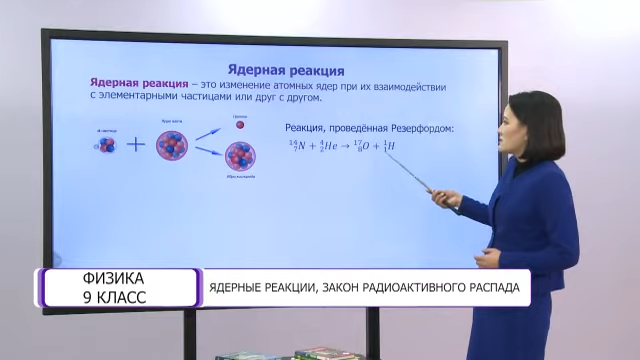 Ядерная реакция
Ядерная реакция – это изменение атомных ядер при их взаимодействии
с элементарными частицами или друг с другом.
Реакция, проведённая Резерфордом:
¹⁴₇N + ⁴₂He → ¹⁷₈O + ¹₁H
ФИЗИКА
9 КЛАСС
ЯДЕРНЫЕ РЕАКЦИИ, ЗАКОН РАДИОАКТИВНОГО РАСПАДА